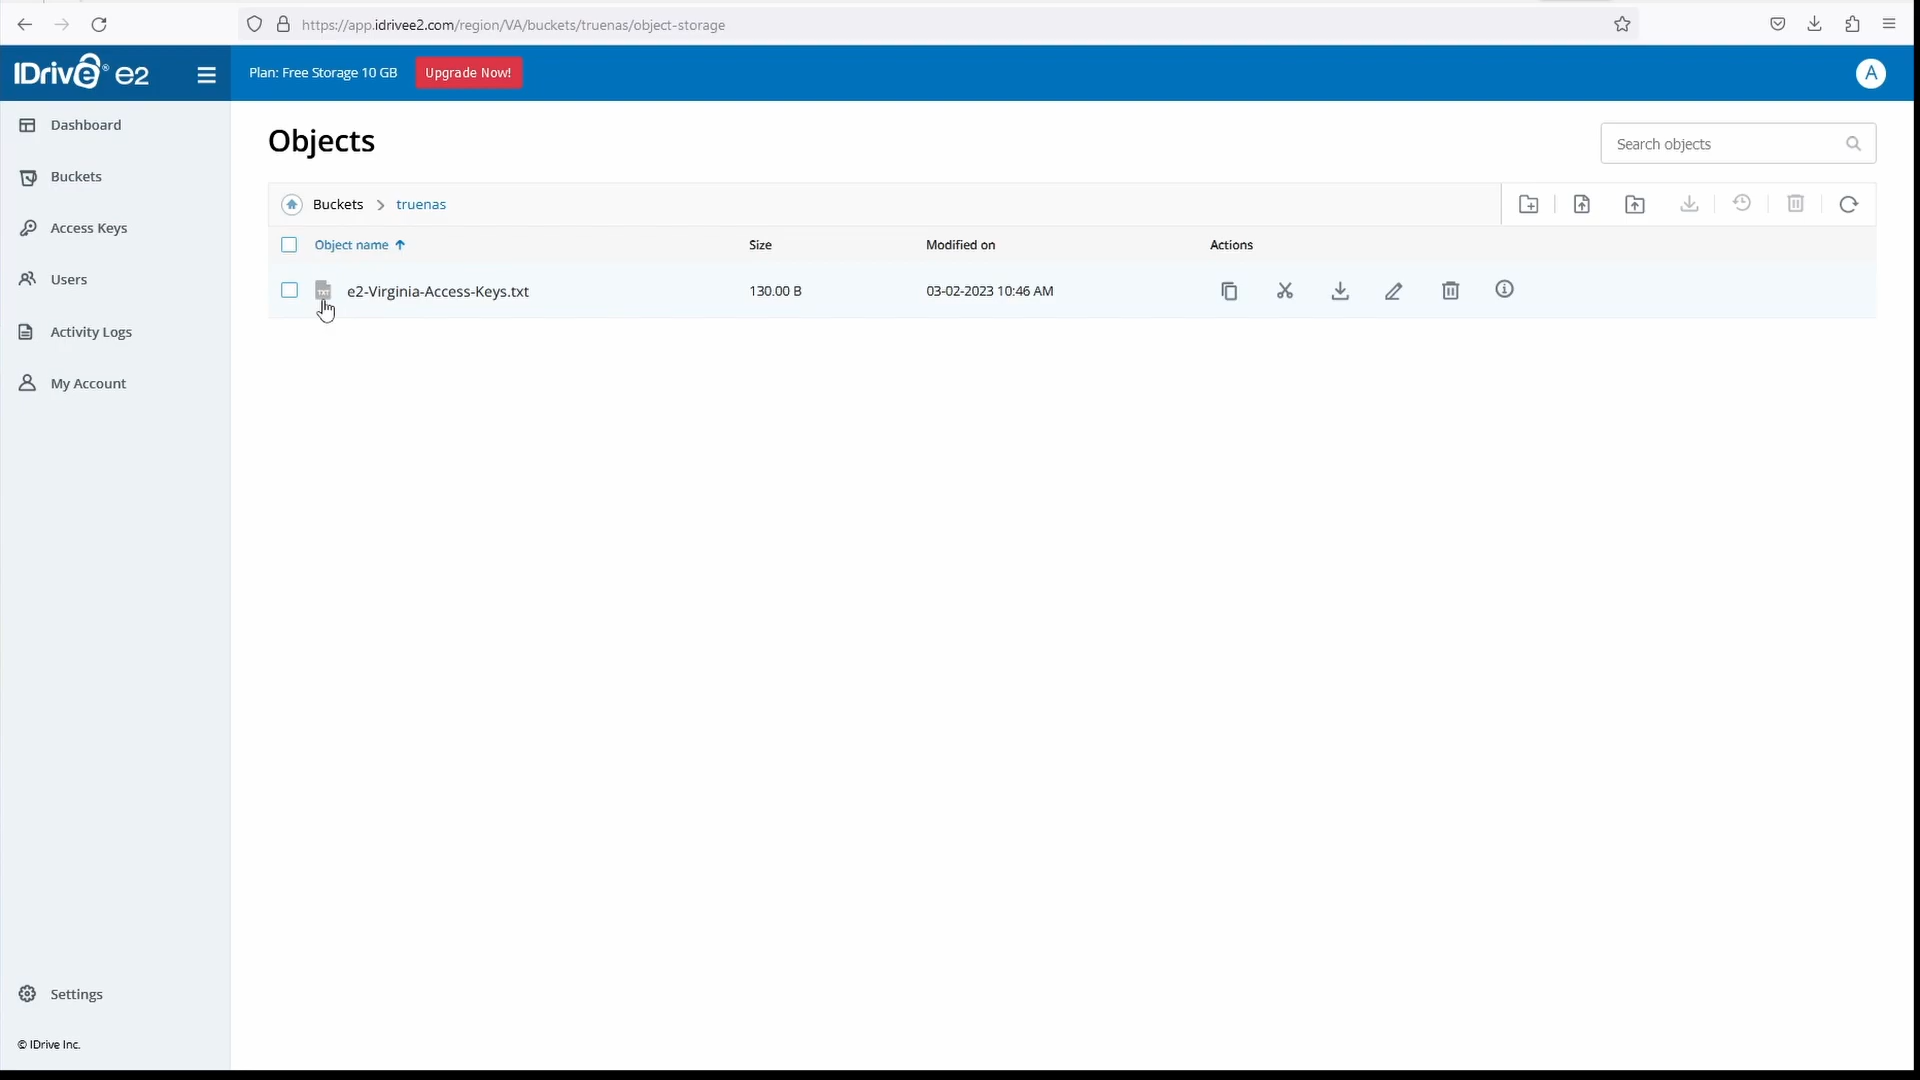 https://app.idrivee2.com/region/VA/buckets/truenas/object-storage
IDrive® e2
Plan: Free Storage 10 GB
Upgrade Now!
A
Dashboard
Buckets
Access Keys
Users
Activity Logs
My Account
Settings
© IDrive Inc.
Objects
Search objects
Buckets > truenas
Object name Size Modified on Actions
TXT e2-Virginia-Access-Keys.txt 130.00 B 03-02-2023 10:46 AM